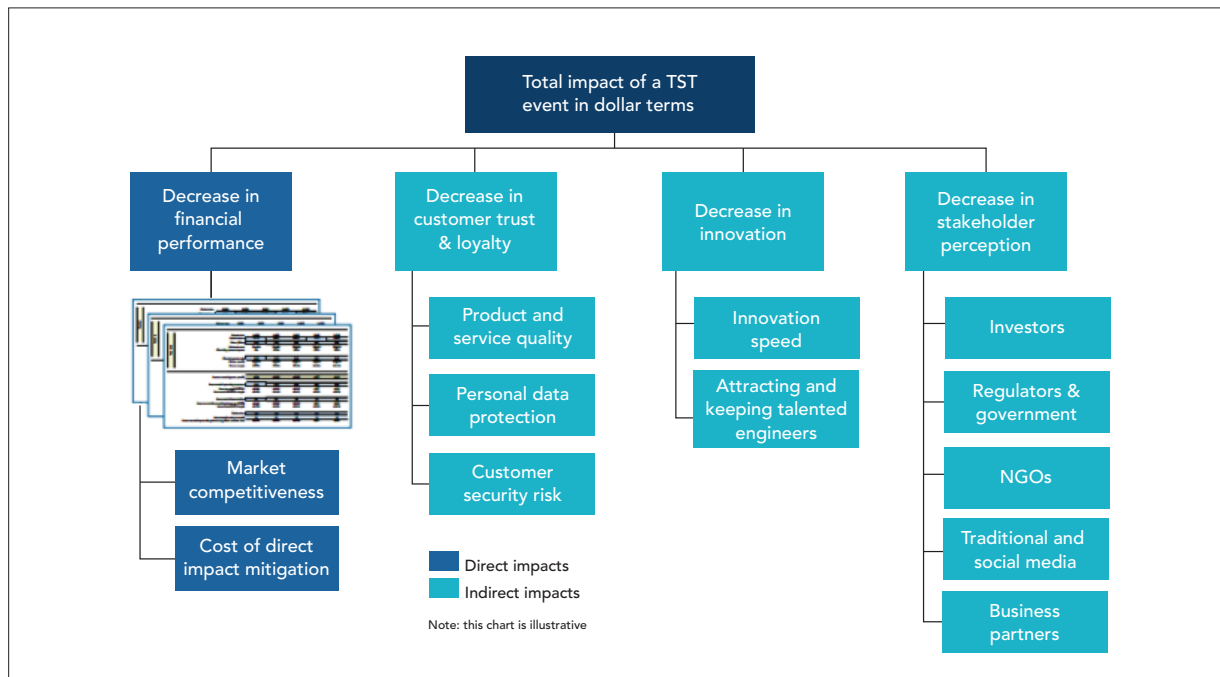 Total impact of a TST
event in dollar terms
Decrease in
financial
performance
Market
competitiveness
Cost of direct
impact mitigation
Decrease in
customer trust
& loyalty
Product and
service quality
Personal data
protection
Customer
security risk
Decrease in
innovation
Innovation
speed
Attracting and
keeping talented
engineers
Decrease in
stakeholder
perception
Investors
Regulators &
government
NGOs
Traditional and
social media
Business
partners
Direct impacts
Indirect impacts
Note: this chart is illustrative